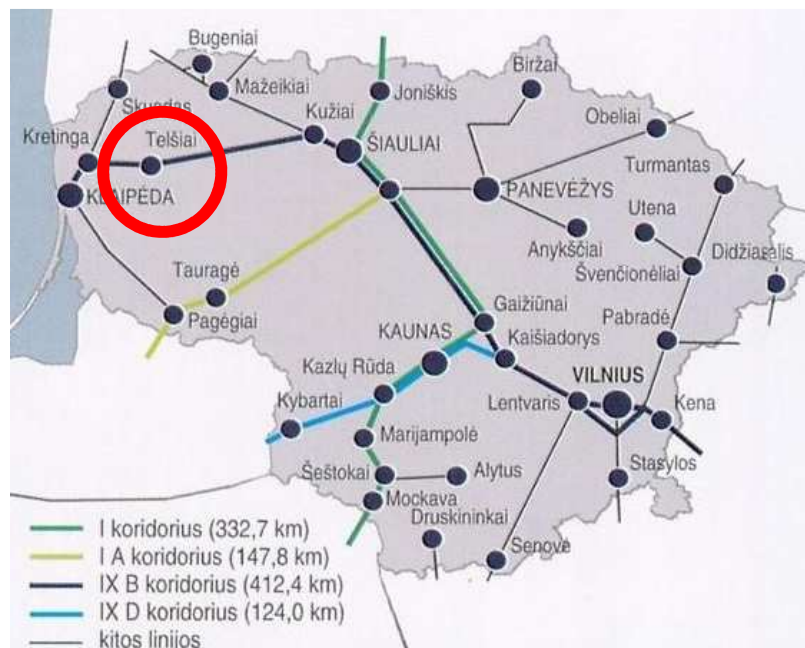 Bugeniai
Mažeikiai
Skuodas
Kretinga
Telšiai
KLAIPĖDA
Kužiai
ŠIAULIAI
Joniškis
Biržai
Obeliai
Turmantas
PANEVĖŽYS
Utena
Anykščiai
Švenčionėliai
Didžiasalis
Tauragė
Pagėgiai
Gaižiūnai
Pabradė
KAUNAS
Kaišiadorys
Kazlų Rūda
VILNIUS
Kybartai
Lentvaris
Kena
Marijampolė
Šeštokai
Alytus
Stasylos
Mockava
Druskininkai
Senovė
I koridorius (332,7 km)
I A koridorius (147,8 km)
IX B koridorius (412,4 km)
IX D koridorius (124,0 km)
kitos linijos